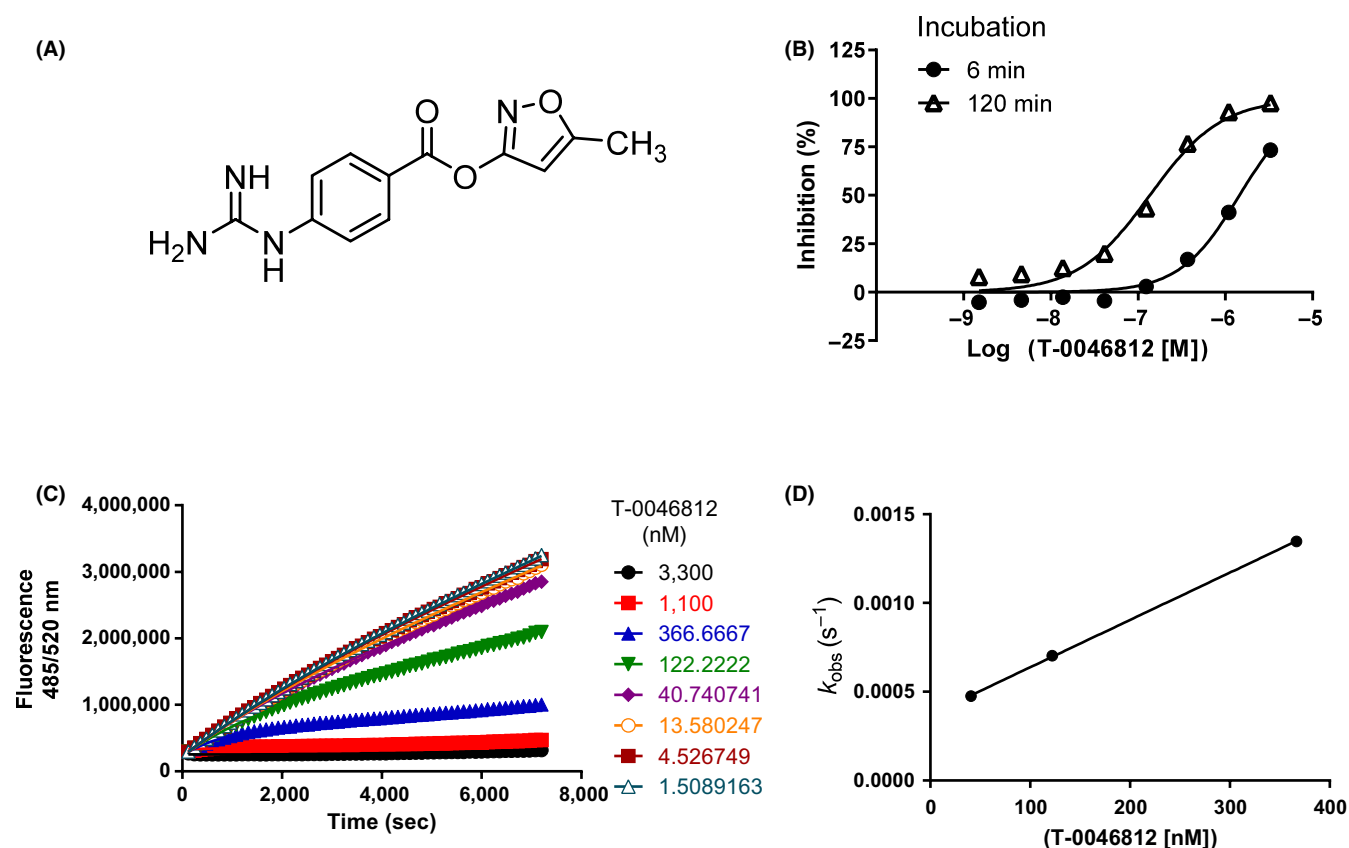 (A)
O
N
O
CH3
O
NH
H2N
N
H
(B)
Incubation
6 min
120 min
125
100
75
50
25
0
–25
Inhibition (%)
–9
–8
–7
–6
–5
Log (T-0046812 [M])
(C)
4,000,000
3,000,000
2,000,000
1,000,000
0
Fluorescence
485/520 nm
0
2,000
4,000
6,000
8,000
Time (sec)
T-0046812
(nM)
3,300
1,100
366.6667
122.2222
40.740741
13.580247
4.526749
1.5089163
(D)
0.0015
0.0010
0.0005
0.0000
kobs (s−1)
0
100
200
300
400
(T-0046812 [nM])